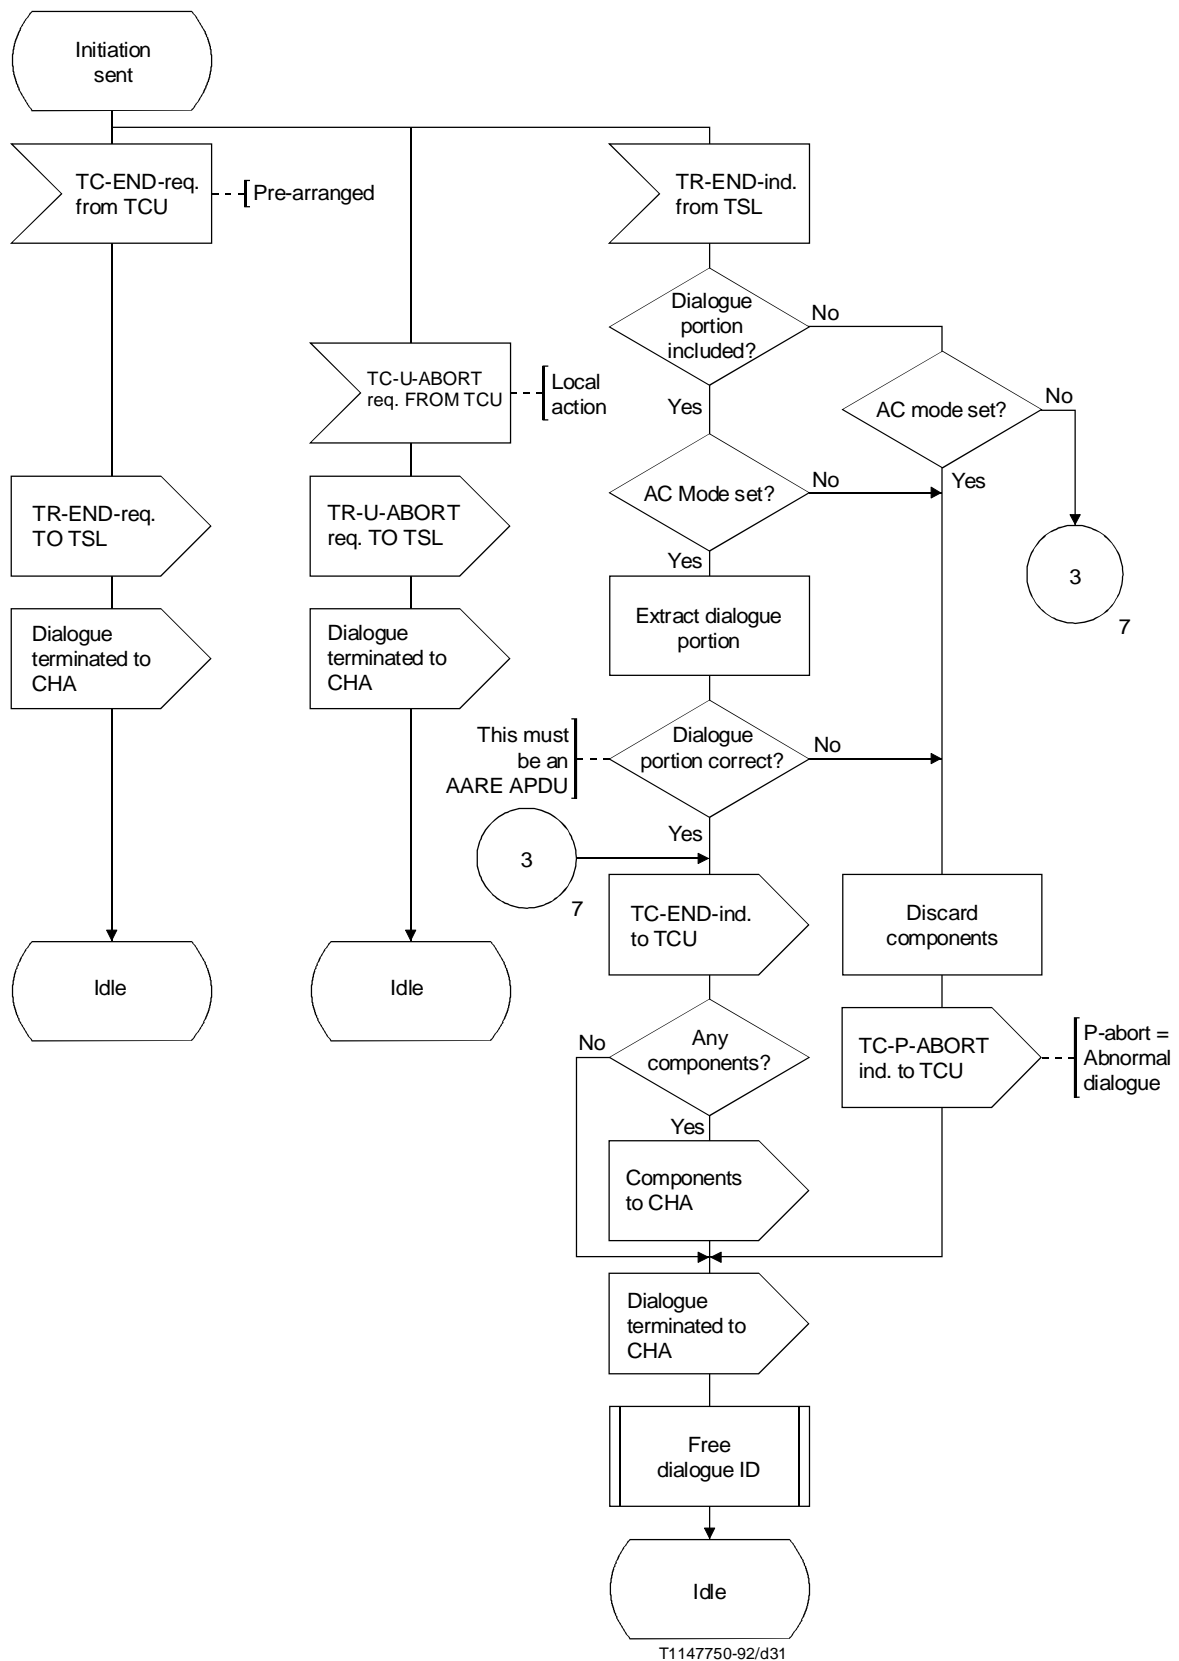 Initiation
sent
TC-END-req.
from TCU
Pre-arranged
TR-END-ind.
from TSL
Dialogue
portion
included?
No
Yes
TC-U-ABORT
req. FROM TCU
Local
action
AC mode set?
No
Yes
AC Mode set?
No
Yes
TR-END-req.
TO TSL
TR-U-ABORT
req. TO TSL
3
7
Extract dialogue
portion
Dialogue
terminated to
CHA
Dialogue
terminated to
CHA
This must
be an
AARE APDU
Dialogue
portion correct?
No
Yes
3
7
TC-END-ind.
to TCU
Discard
components
Idle
Idle
Any
components?
No
Yes
TC-P-ABORT
ind. to TCU
P-abort =
Abnormal
dialogue
Components
to CHA
Dialogue
terminated to
CHA
Free
dialogue ID
Idle
T1147750-92/d31